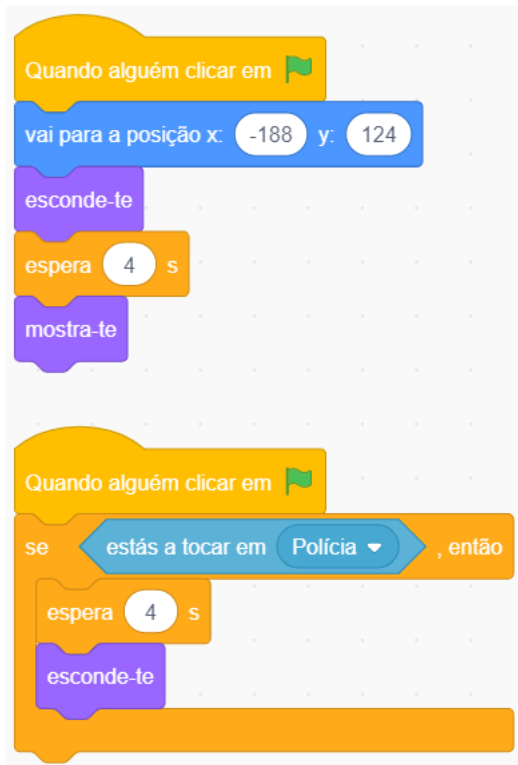 Quando alguém clicar em
vai para a posição x: -188 y: 124
esconde-te
espera 4 s
mostra-te
Quando alguém clicar em
se estás a tocar em Polícia , então
espera 4 s
esconde-te